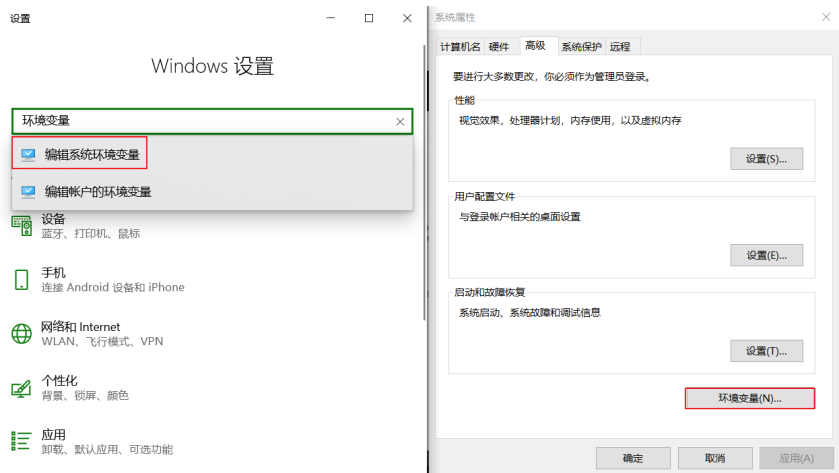 设置
Windows 设置
环境变量
编辑系统环境变量
编辑帐户的环境变量
设备
蓝牙、打印机、鼠标
手机
连接 Android 设备和 iPhone
网络和 Internet
WLAN、飞行模式、VPN
个性化
背景、锁屏、颜色
应用
卸载、默认应用、可选功能
系统属性
计算机名 硬件 高级 系统保护 远程
要进行大多数更改，你必须作为管理员登录。
性能
视觉效果，处理器计划，内存使用，以及虚拟内存
设置(S)...
用户配置文件
与登录帐户相关的桌面设置
设置(E)...
启动和故障恢复
系统启动、系统故障和调试信息
设置(T)...
环境变量(N)...
确定 取消 应用(A)